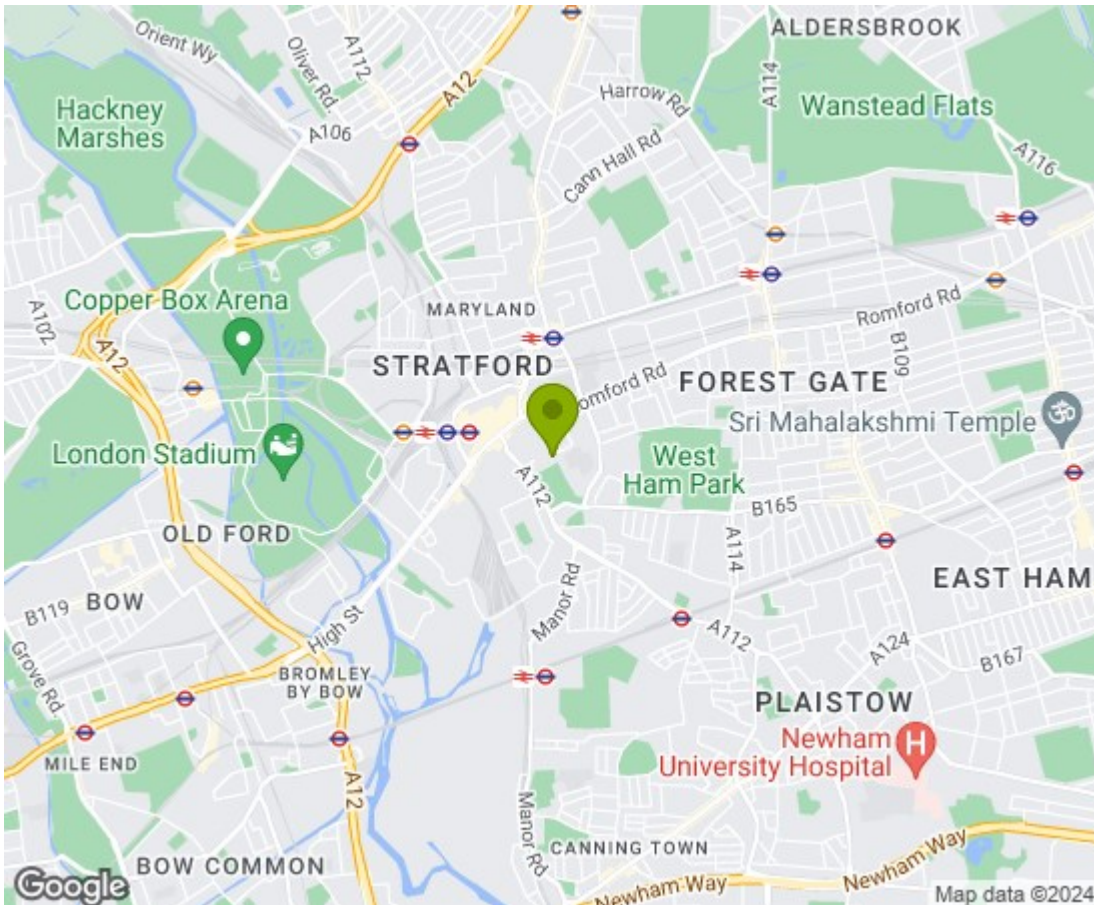 ALDERSBROOK
Orient Wy
Oliver Rd.
A112
A12
A114
Harrow Rd
Wanstead Flats
Hackney
Marshes
A106
Cann Hall Rd
A116
Copper Box Arena
MARYLAND
A102
A12
Romford Rd
B109
STRATFORD
omford Rd
FOREST GATE
Sri Mahalakshmi Temple
London Stadium
West
Ham Park
A112
B165
OLD FORD
A114
EAST HAM
BOW
B119
High St
Manor Rd
A112
A124
B167
Grove Rd.
BROMLEY
BY BOW
PLAISTOW
Newham
University Hospital
H
MILE END
A12
Manor Rd
CANNING TOWN
BOW COMMON
Newham Way
Newham Way
Google
Map data ©2024